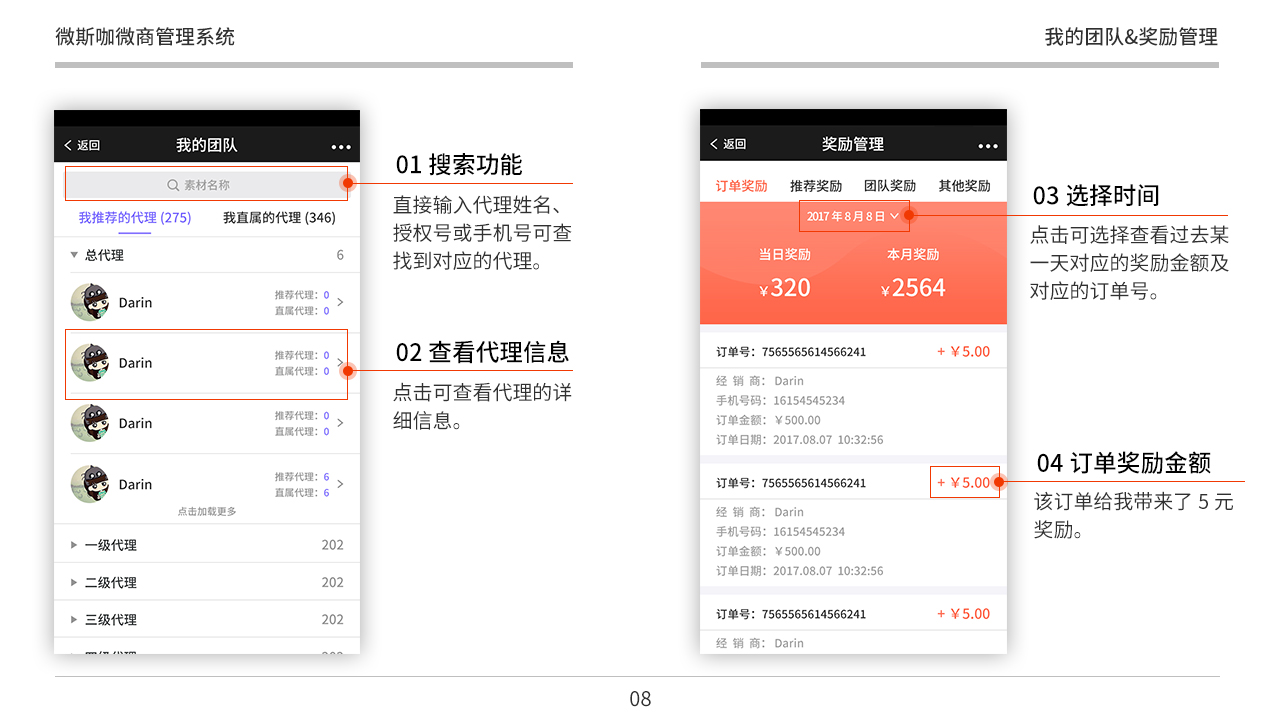 微斯咖微商管理系统
我的团队&奖励管理
返回
我的团队
素材名称
我推荐的代理 (275)
我直属的代理 (346)
总代理
6
Darin
推荐代理：0
直属代理：0
Darin
推荐代理：0
直属代理：0
Darin
推荐代理：0
直属代理：0
Darin
推荐代理：6
直属代理：6
点击加载更多
一级代理
202
二级代理
202
三级代理
202
01 搜索功能
直接输入代理姓名、
授权号或手机号可查
找到对应的代理。
02 查看代理信息
点击可查看代理的详
细信息。
返回
奖励管理
订单奖励
推荐奖励
团队奖励
其他奖励
2017 年 8 月 8 日
当日奖励
本月奖励
￥320
￥2564
订单号：7565565614566241
+ ￥5.00
经 销 商： Darin
手机号码：16154545234
订单金额：￥500.00
订单日期：2017.08.07 10:32:56
订单号：7565565614566241
+ ￥5.00
经 销 商： Darin
手机号码：16154545234
订单金额：￥500.00
订单日期：2017.08.07 10:32:56
订单号：7565565614566241
+ ￥5.00
经 销 商： Darin
03 选择时间
点击可选择查看过去某
一天对应的奖励金额及
对应的订单号。
04 订单奖励金额
该订单给我带来了 5 元
奖励。
08